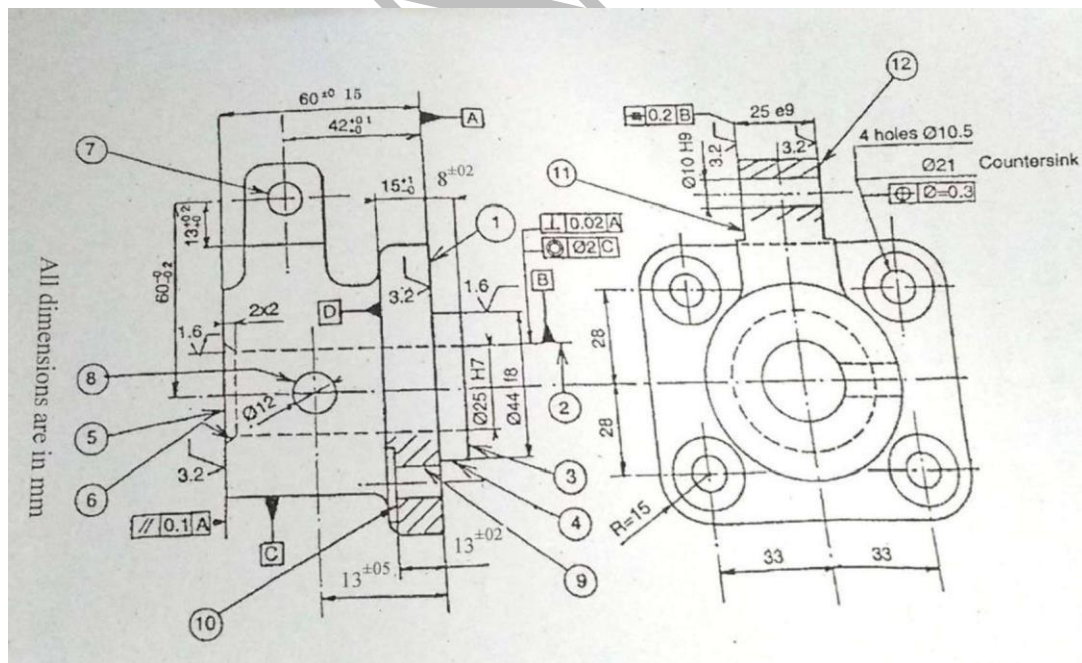 60±0 15
A
42+0.1 -0
7
15+1 -0
8±02
13+0.2 -0
1
⊥ 0.02 A
◎ Ø2 C
B
60-0 -0.2
2x2
D
3.2
1.6
1.6
8
Ø12
Ø25 H7
Ø44 f8
2
5
6
3.2
3
4
// 0.1 A
C
13±02
9
13±05
10
All dimensions are in mm
12
0.2 B
25 e9
4 holes Ø10.5
3.2
3.2
Ø10 H9
Ø21 Countersink
⌖ Ø=0.3
11
28
28
R=15
33
33